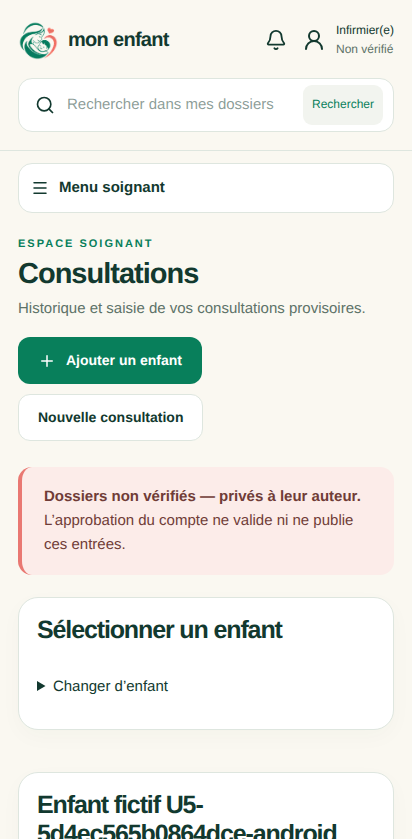 mon enfant
Infirmier(e)
Non vérifié
Rechercher dans mes dossiers
Rechercher
Menu soignant
ESPACE SOIGNANT
Consultations
Historique et saisie de vos consultations provisoires.
Ajouter un enfant
Nouvelle consultation
Dossiers non vérifiés — privés à leur auteur.
L’approbation du compte ne valide ni ne publie
ces entrées.
Sélectionner un enfant
Changer d’enfant
Enfant fictif U5-
5d4ec565b0864dce-android